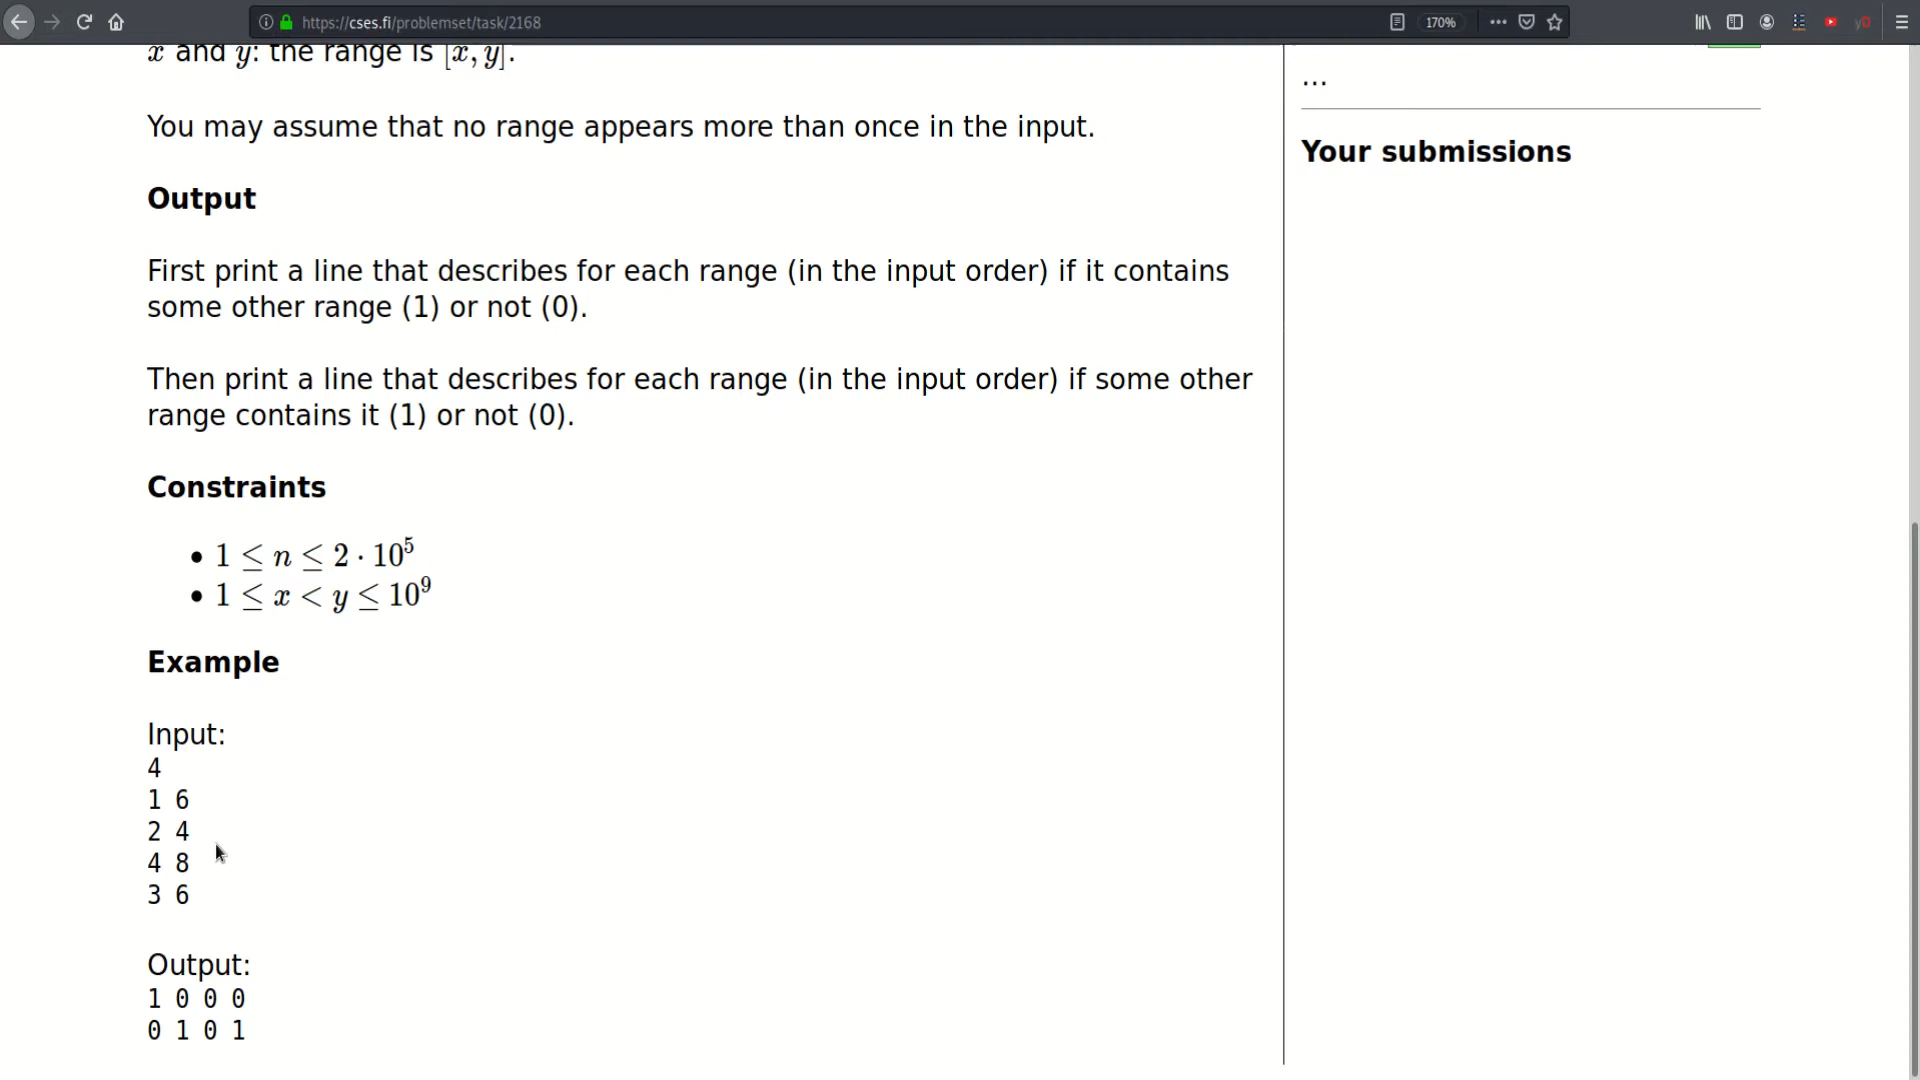 https://cses.fi/problemset/task/2168
170%
x and y: the range is [x, y].
...
You may assume that no range appears more than once in the input.
Your submissions
Output
First print a line that describes for each range (in the input order) if it contains
some other range (1) or not (0).
Then print a line that describes for each range (in the input order) if some other
range contains it (1) or not (0).
Constraints
• 1 ≤ n ≤ 2 · 10⁵
• 1 ≤ x < y ≤ 10⁹
Example
Input:
4
1 6
2 4
4 8
3 6
Output:
1 0 0 0
0 1 0 1